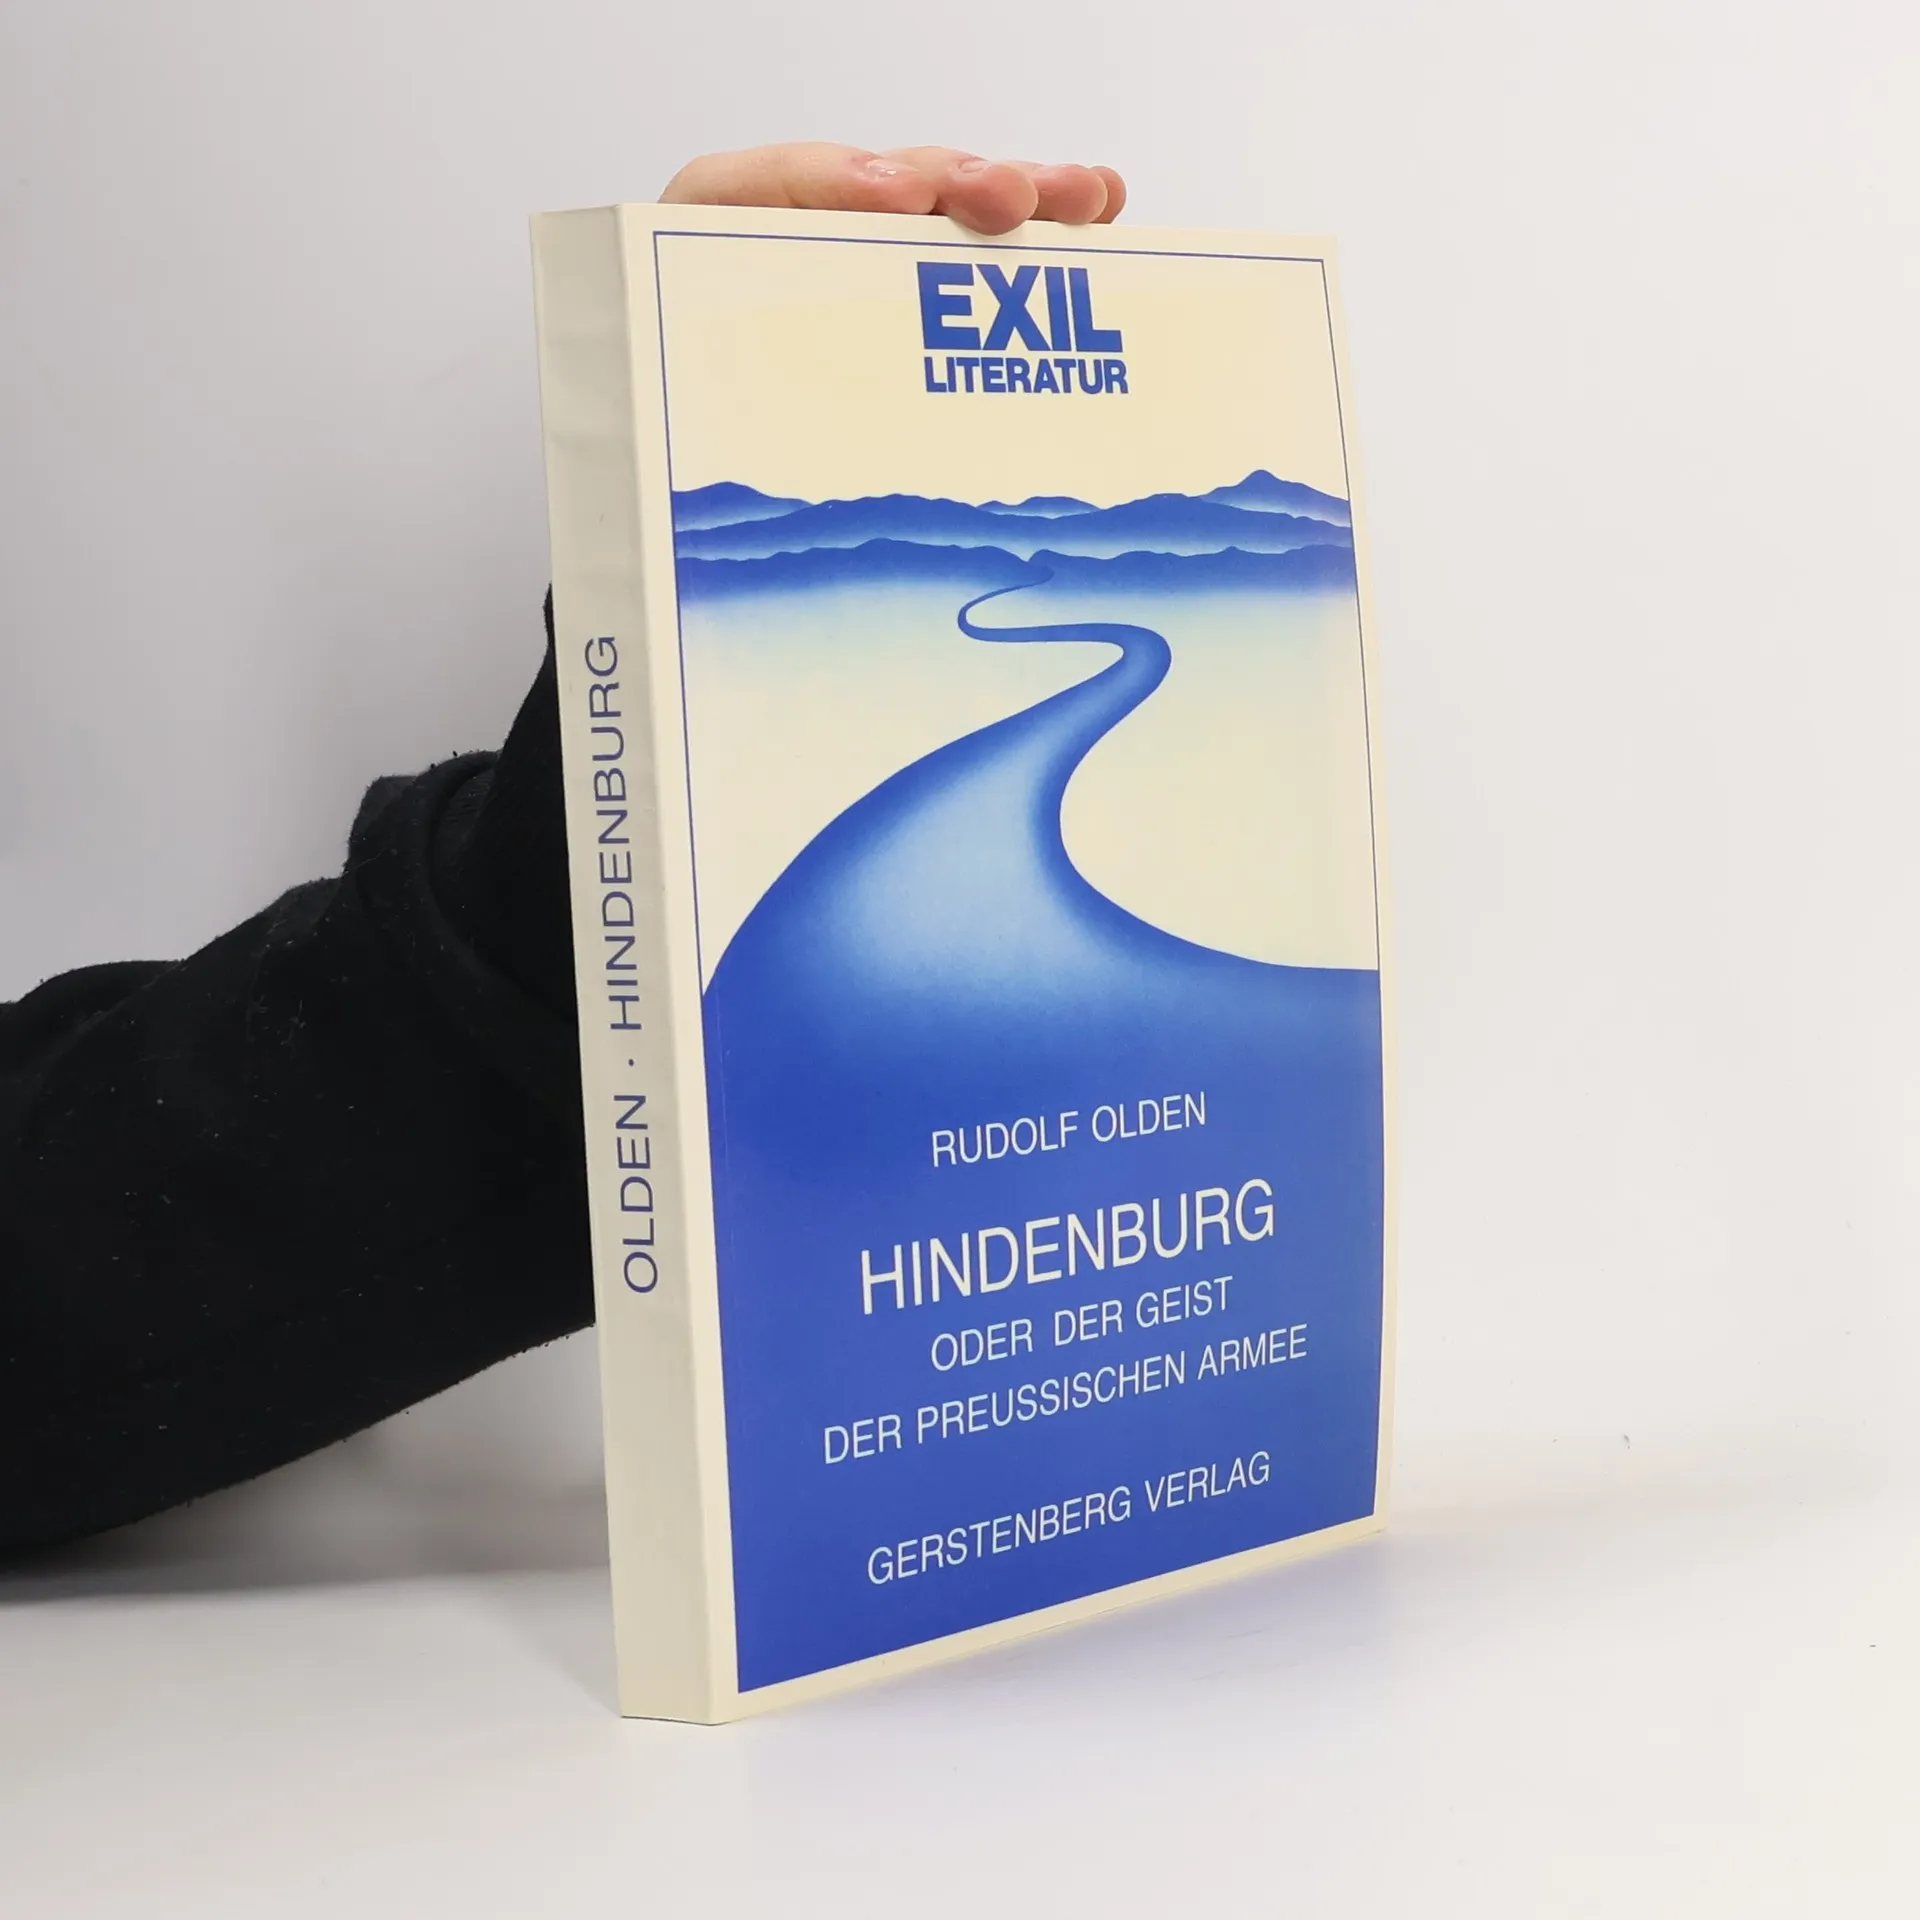 EXIL
LITERATUR
RUDOLF OLDEN
HINDENBURG
ODER DER GEIST
DER PREUSSISCHEN ARMEE
GERSTENBERG VERLAG
OLDEN · HINDENBURG